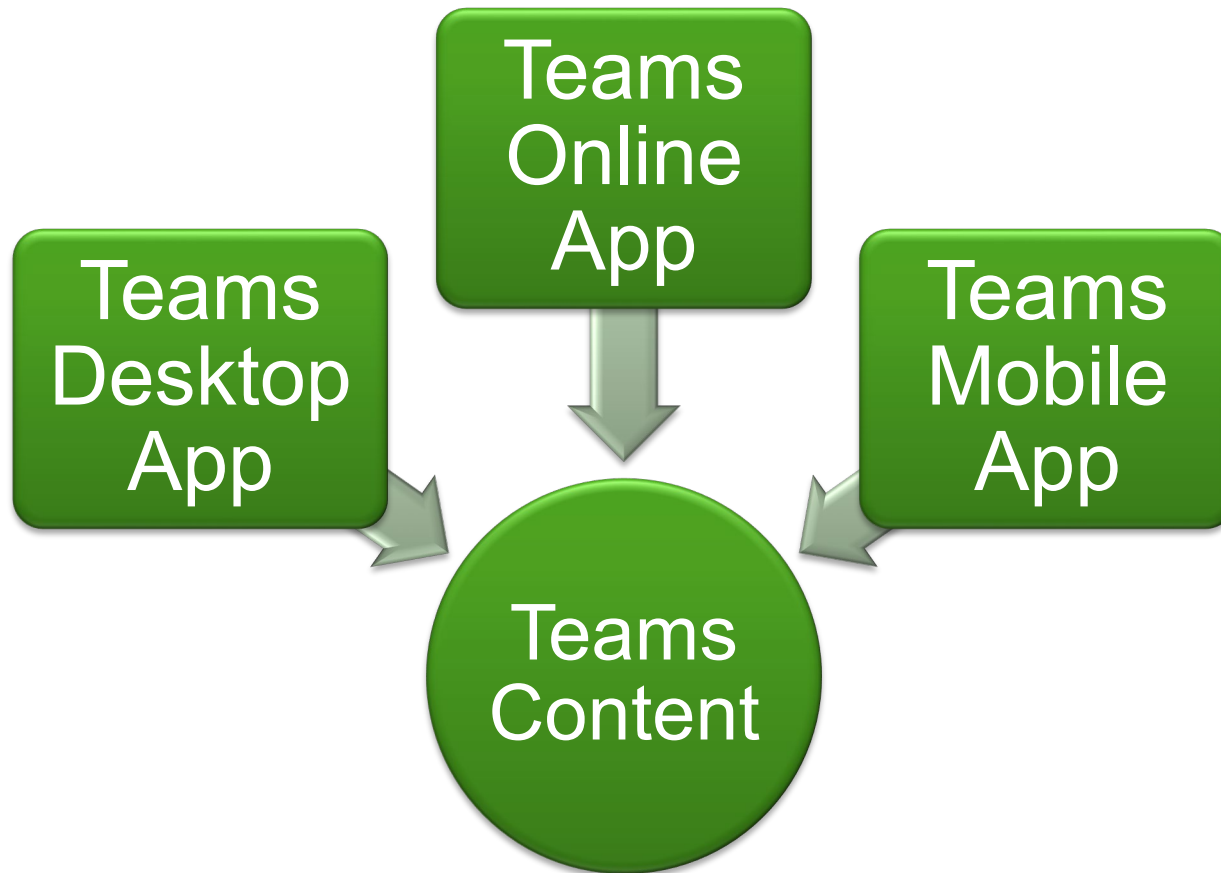 Teams
Online
App
Teams
Desktop
App
Teams
Mobile
App
Teams
Content